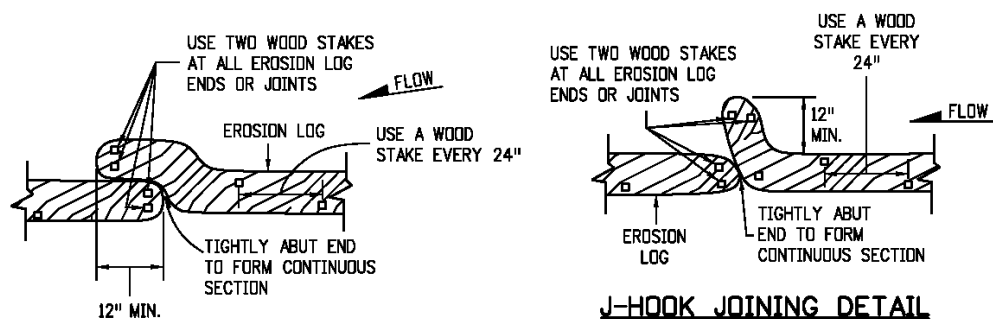 USE TWO WOOD STAKES
AT ALL EROSION LOG
ENDS OR JOINTS
FLOW
EROSION LOG
USE A WOOD
STAKE EVERY 24"
TIGHTLY ABUT END
TO FORM CONTINUOUS
SECTION
12" MIN.
USE A WOOD
STAKE EVERY
24"
USE TWO WOOD STAKES
AT ALL EROSION LOG
ENDS OR JOINTS
12"
MIN.
FLOW
EROSION
LOG
TIGHTLY ABUT
END TO FORM
CONTINUOUS SECTION
J-HOOK JOINING DETAIL